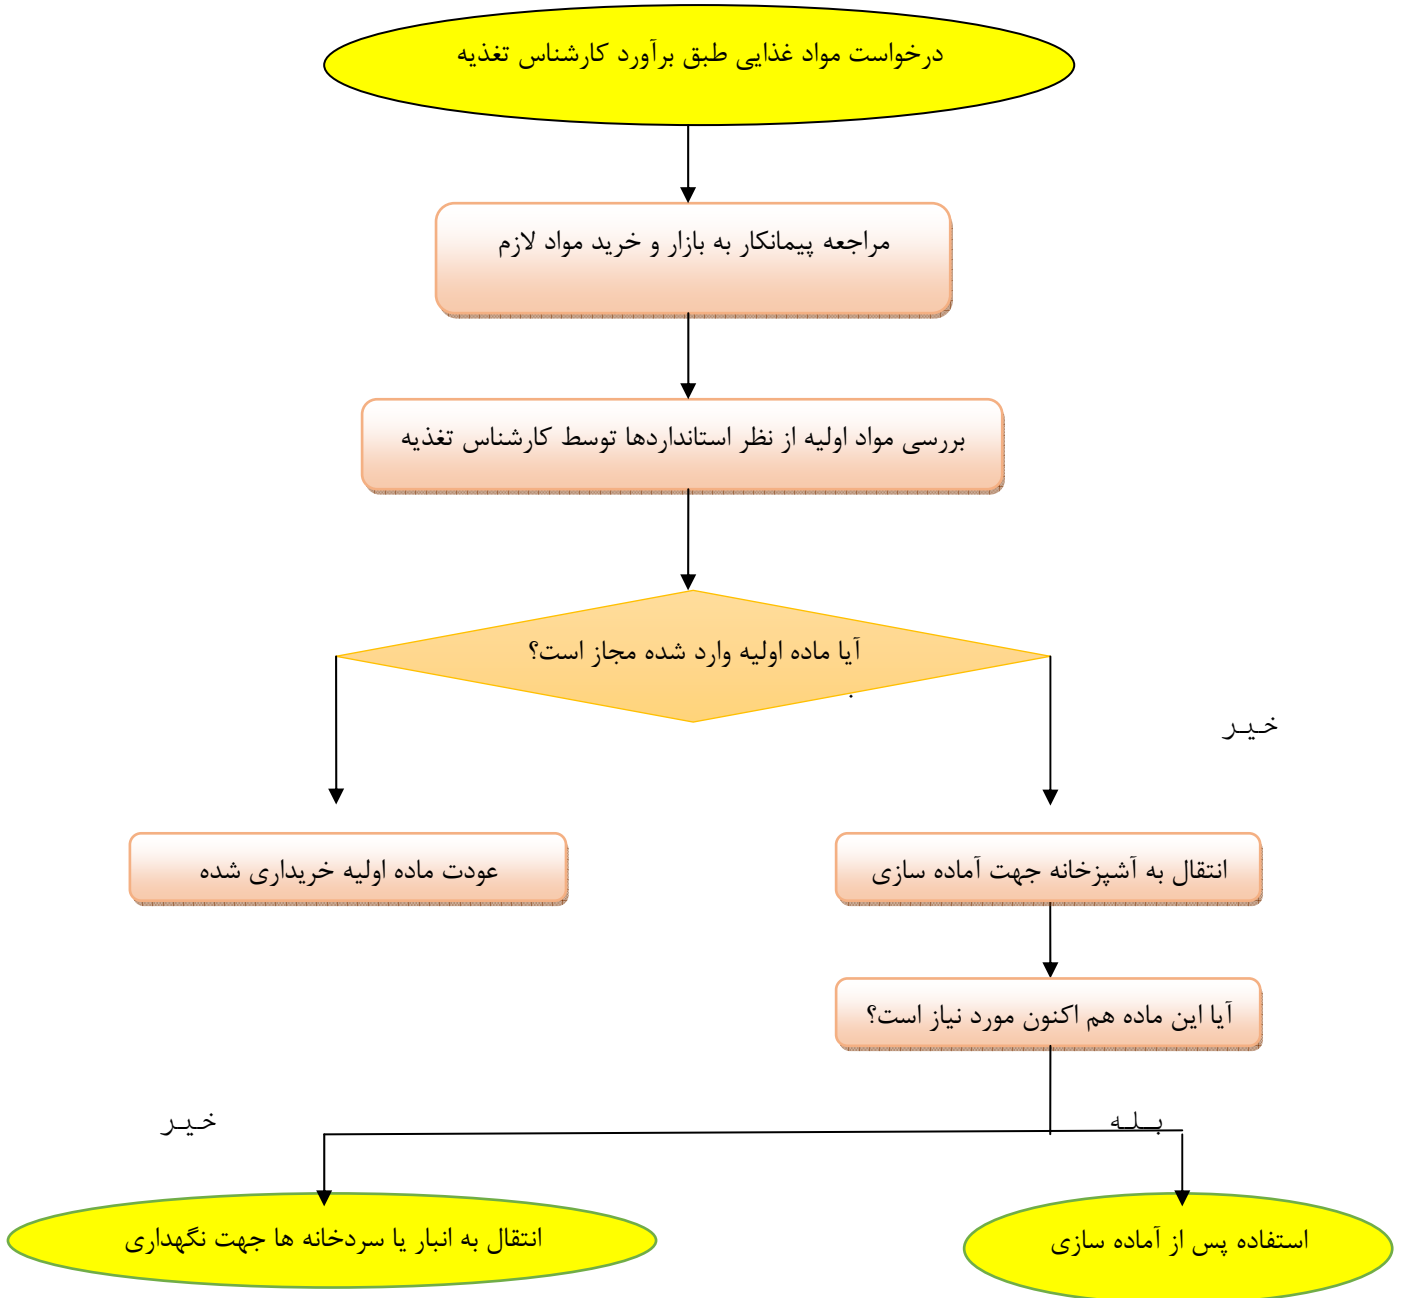 درخواست مواد غذایی طبق برآورد کارشناس تغذیه
مراجعه پیمانکار به بازار و خرید مواد لازم
بررسی مواد اولیه از نظر استانداردها توسط کارشناس تغذیه
آیا ماده اولیه وارد شده مجاز است؟
خیر
انتقال به آشپزخانه جهت آماده سازی
عودت ماده اولیه خریداری شده
آیا این ماده هم اکنون مورد نیاز است؟
بله
خیر
استفاده پس از آماده سازی
انتقال به انبار یا سردخانه ها جهت نگهداری